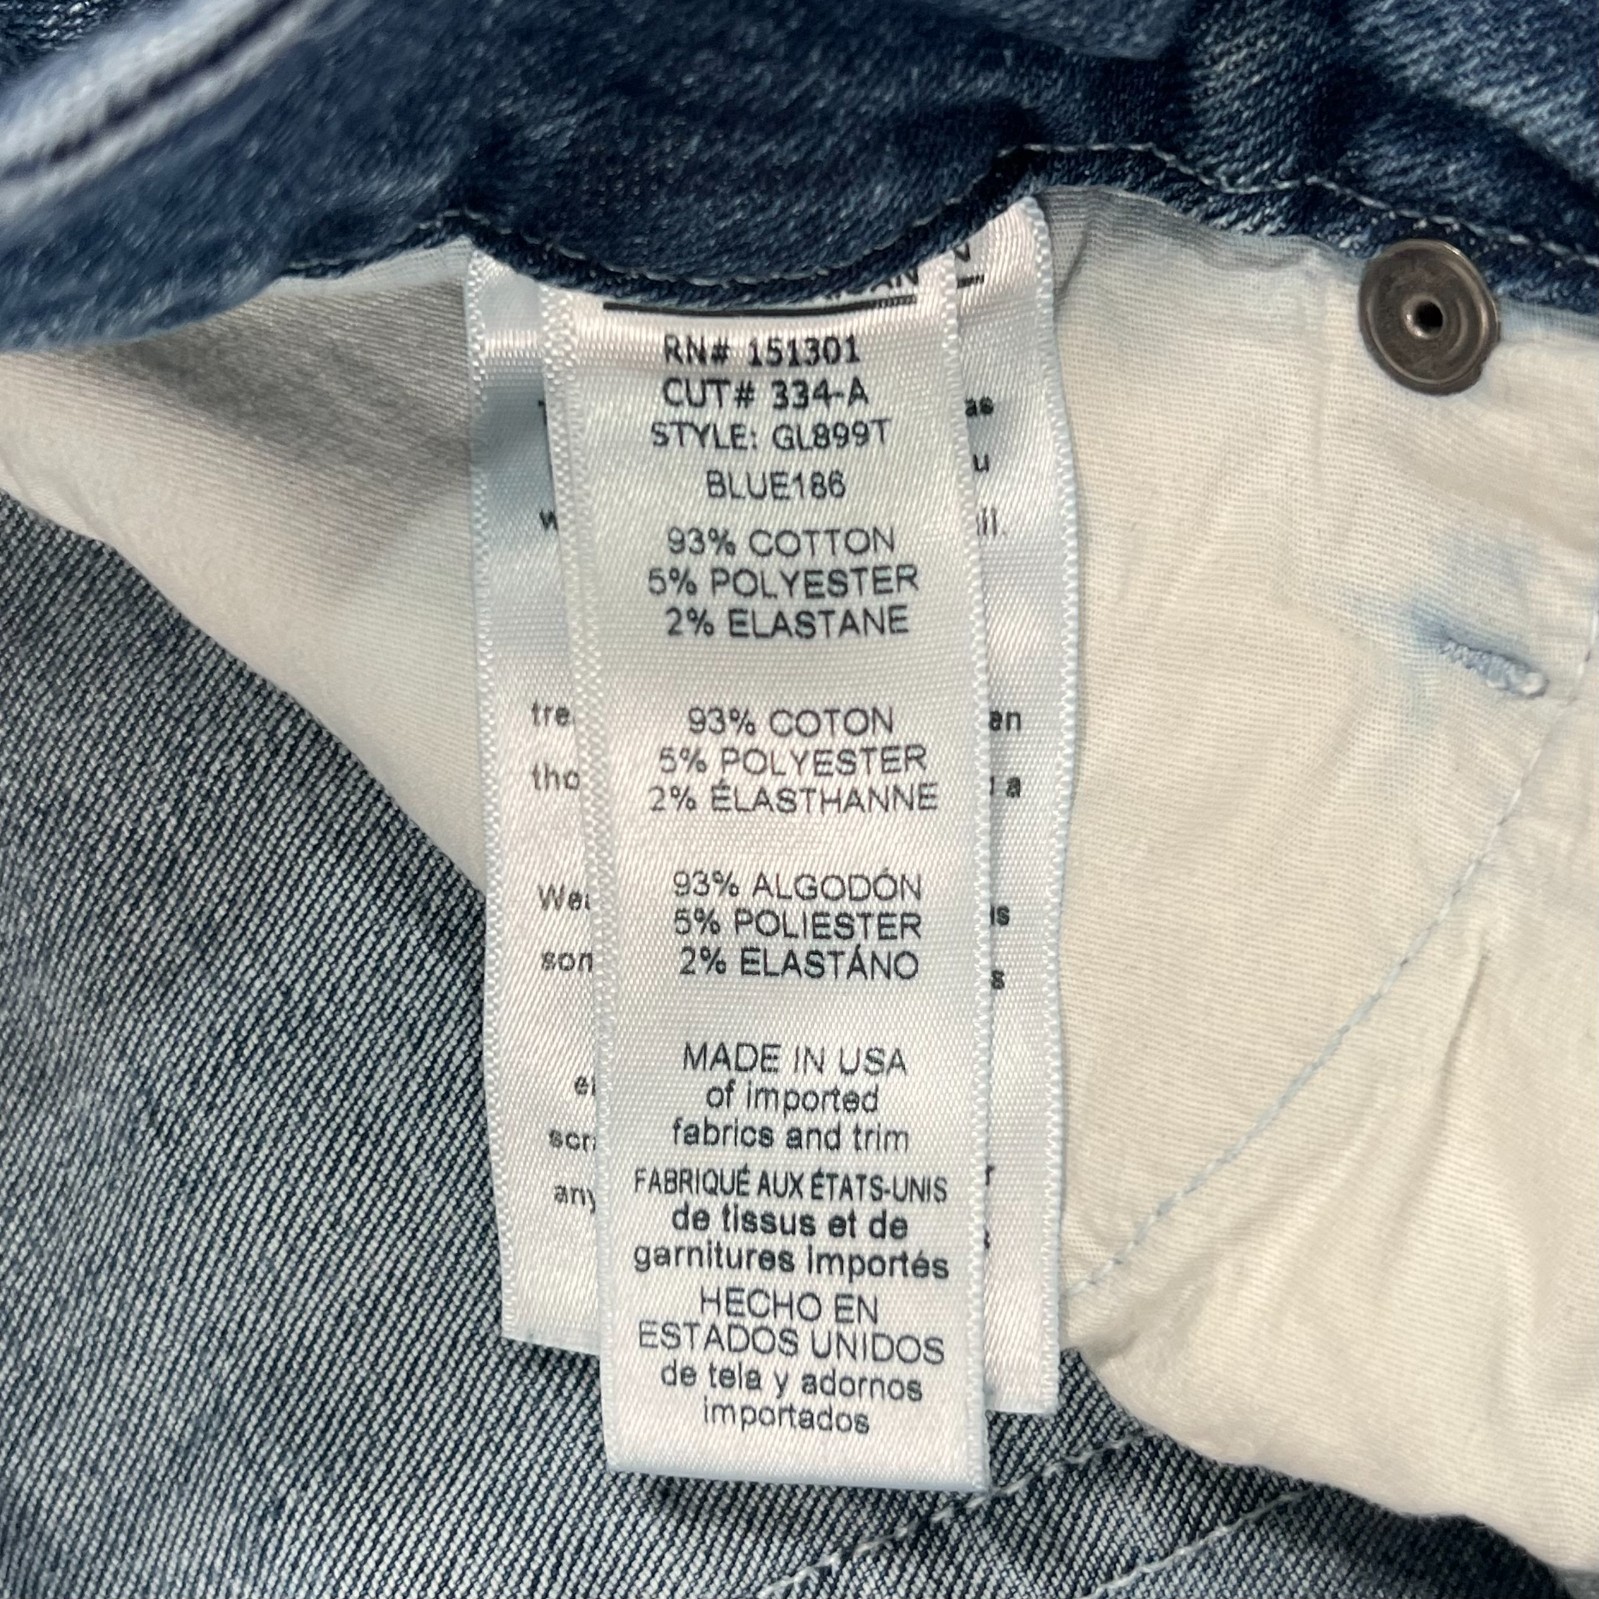 RN# 151301
CUT# 334-A
STYLE: GL899T
BLUE186
93% COTTON
5% POLYESTER
2% ELASTANE
93% COTON
5% POLYESTER
2% ÉLASTHANNE
93% ALGODÓN
5% POLIESTER
2% ELASTÁNO
MADE IN USA
of imported
fabrics and trim
FABRIQUÉ AUX ÉTATS-UNIS
de tissus et de
garnitures importés
HECHO EN
ESTADOS UNIDOS
de tela y adornos
importados